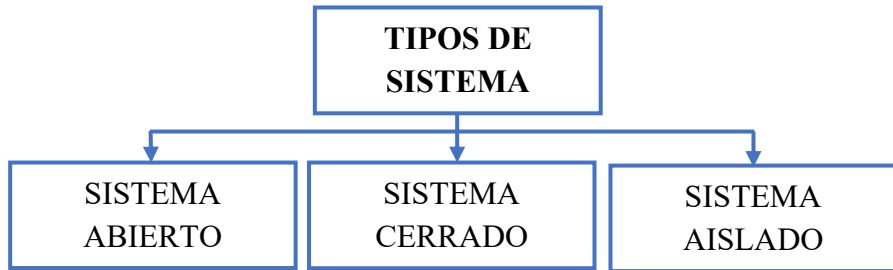 TIPOS DE
SISTEMA
SISTEMA
ABIERTO
SISTEMA
CERRADO
SISTEMA
AISLADO